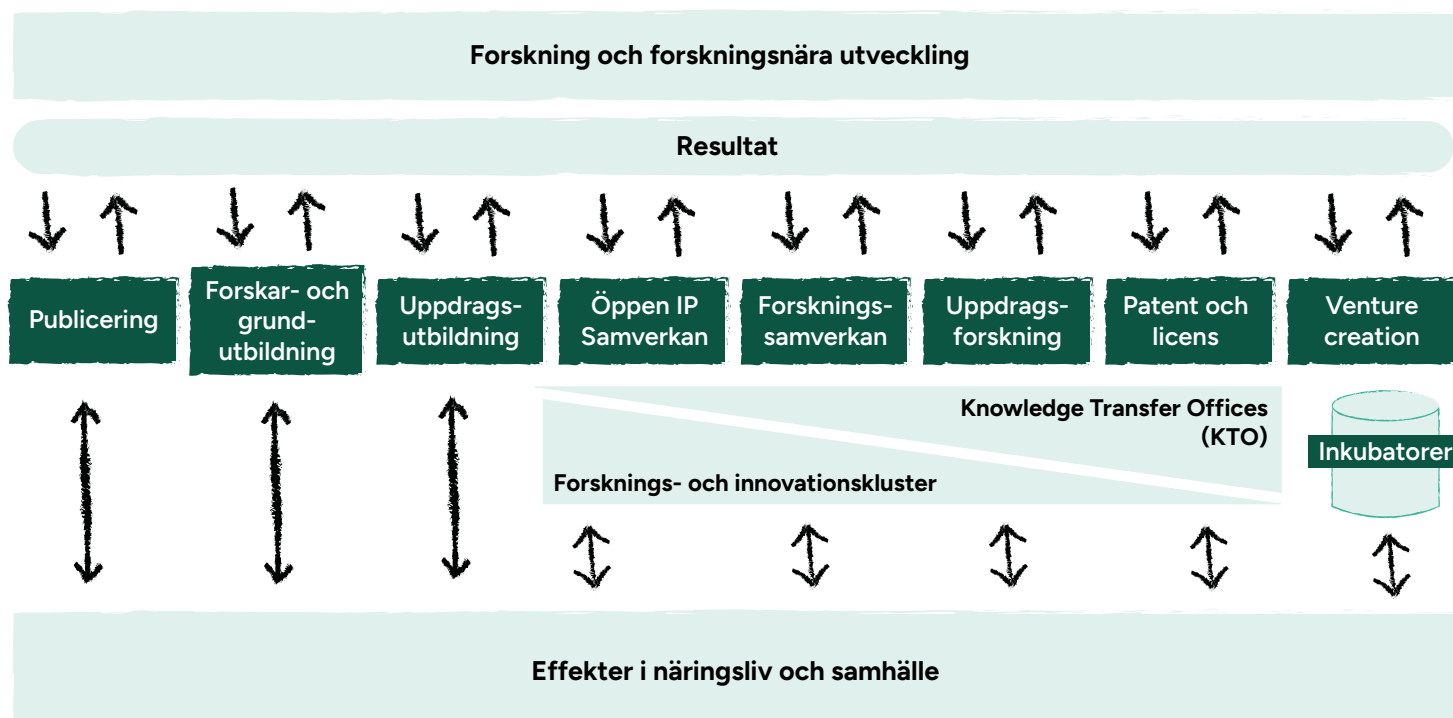 Forskning och forskningsnära utveckling
Resultat
Publicering
Forskar- och
grund-
utbildning
Uppdrags-
utbildning
Öppen IP
Samverkan
Forsknings-
samverkan
Uppdrags-
forskning
Patent och
licens
Venture
creation
Knowledge Transfer Offices
(KTO)
Forsknings- och innovationskluster
Inkubatorer
Effekter i näringsliv och samhälle